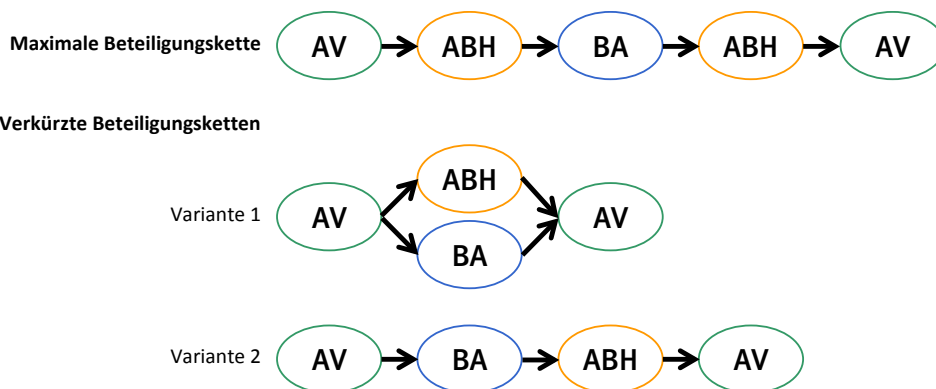 Maximale Beteiligungskette AV ABH BA ABH AV
Verkürzte Beteiligungsketten
ABH
Variante 1 AV AV
BA
Variante 2 AV BA ABH AV